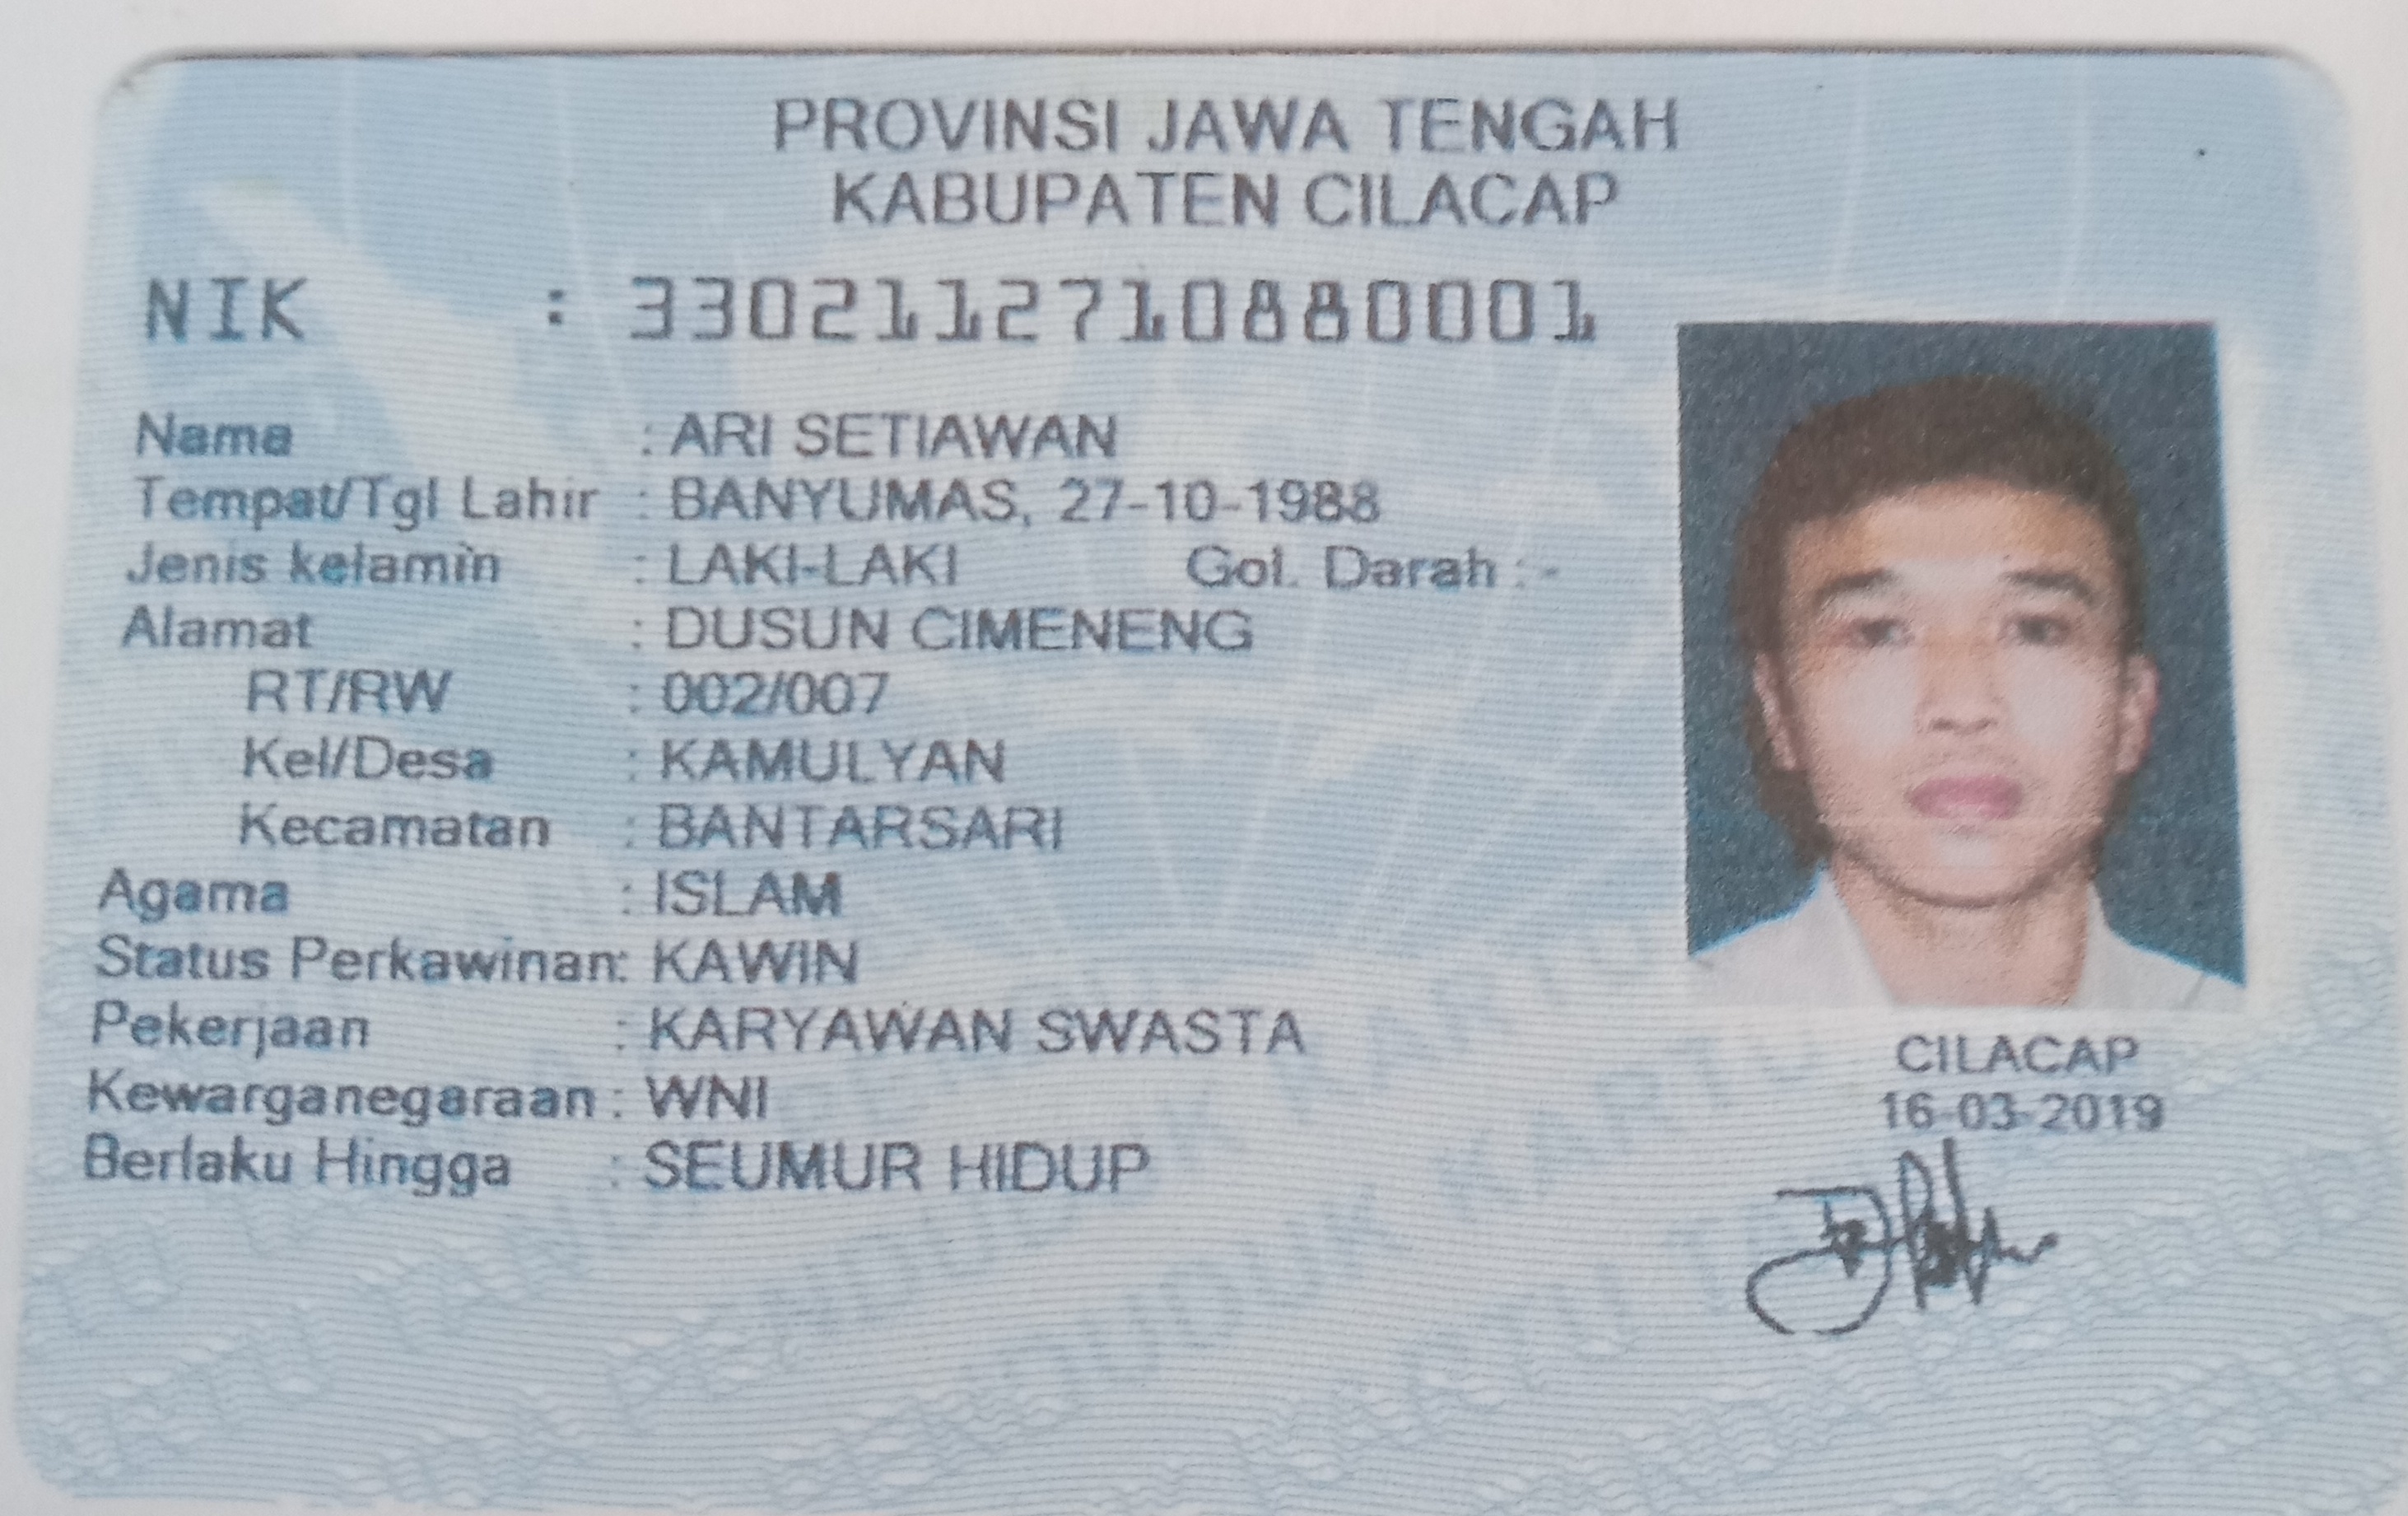 PROVINSI JAWA TENGAH
KABUPATEN CILACAP
NIK : 3302112710880001
Nama : ARI SETIAWAN
Tempat/Tgl Lahir : BANYUMAS, 27-10-1988
Jenis kelamin : LAKI-LAKI Gol. Darah : -
Alamat : DUSUN CIMENENG
RT/RW : 002/007
Kel/Desa : KAMULYAN
Kecamatan : BANTARSARI
Agama : ISLAM
Status Perkawinan: KAWIN
Pekerjaan : KARYAWAN SWASTA
Kewarganegaraan : WNI
Berlaku Hingga : SEUMUR HIDUP
CILACAP
16-03-2019